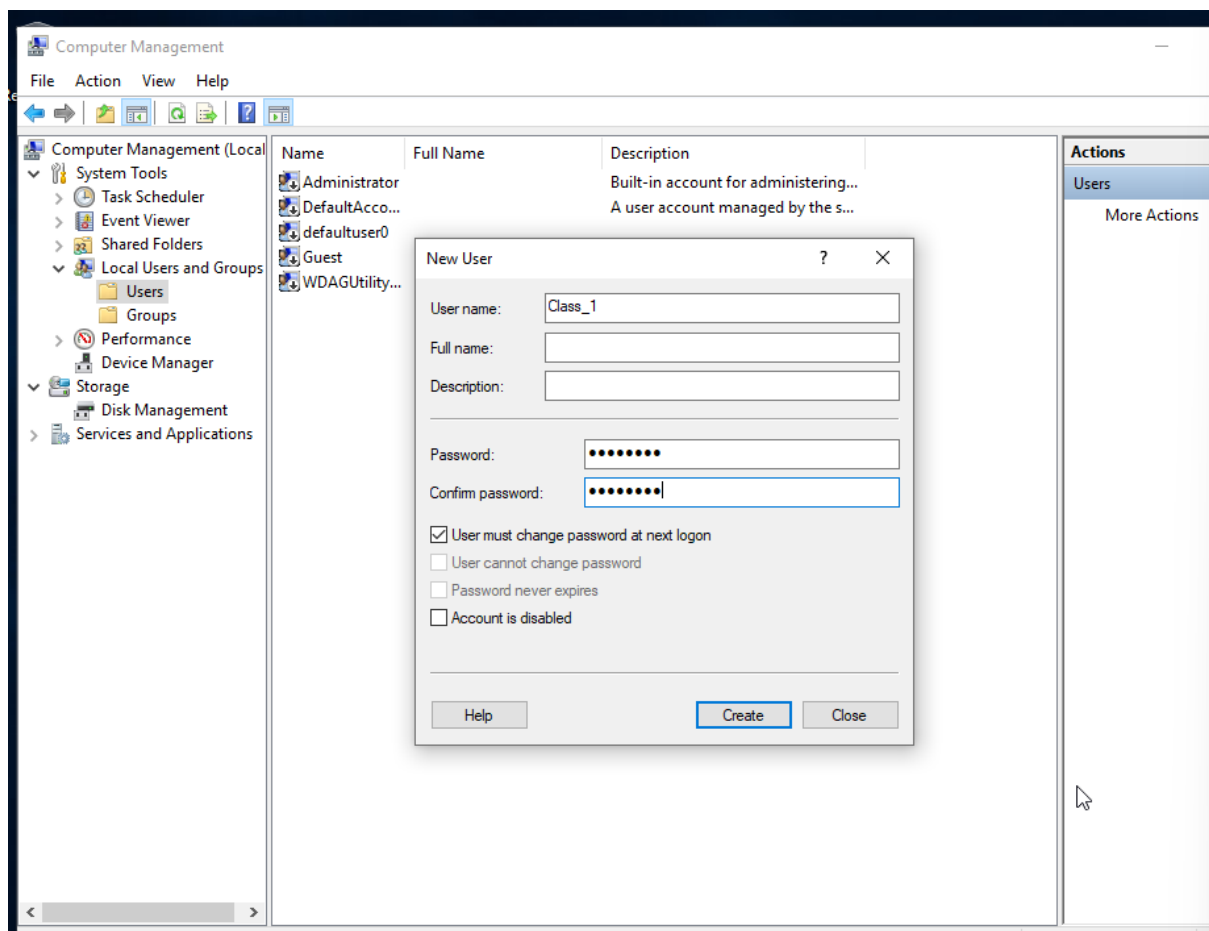 Computer Management
File Action View Help
Computer Management (Local
System Tools
Task Scheduler
Event Viewer
Shared Folders
Local Users and Groups
Users
Groups
Performance
Device Manager
Storage
Disk Management
Services and Applications
Name Full Name Description
Administrator Built-in account for administering...
DefaultAcco... A user account managed by the s...
defaultuser0
Guest
WDAGUtility...
New User ?
User name: Class_1
Full name:
Description:
Password: ••••••••
Confirm password: ••••••••
User must change password at next logon
User cannot change password
Password never expires
Account is disabled
Help Create Close
Actions
Users
More Actions